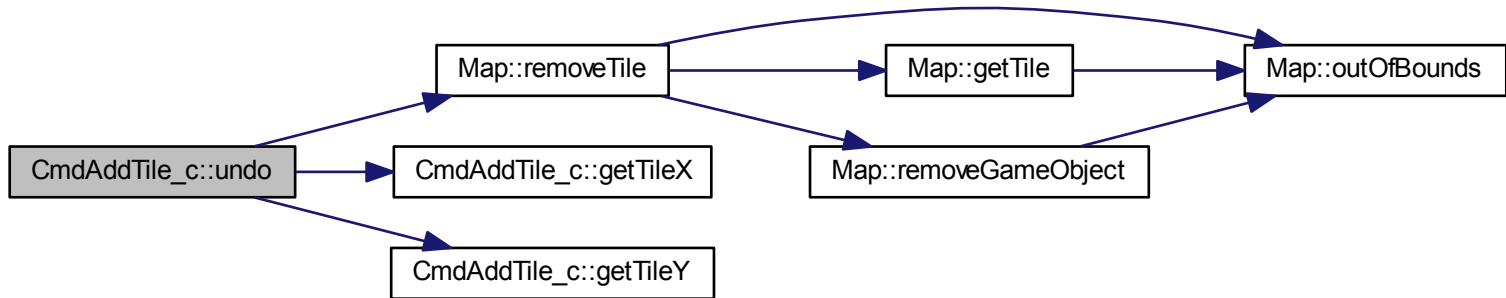 CmdAddTile_c::undo
Map::removeTile
CmdAddTile_c::getTileX
CmdAddTile_c::getTileY
Map::getTile
Map::removeGameObject
Map::outOfBounds